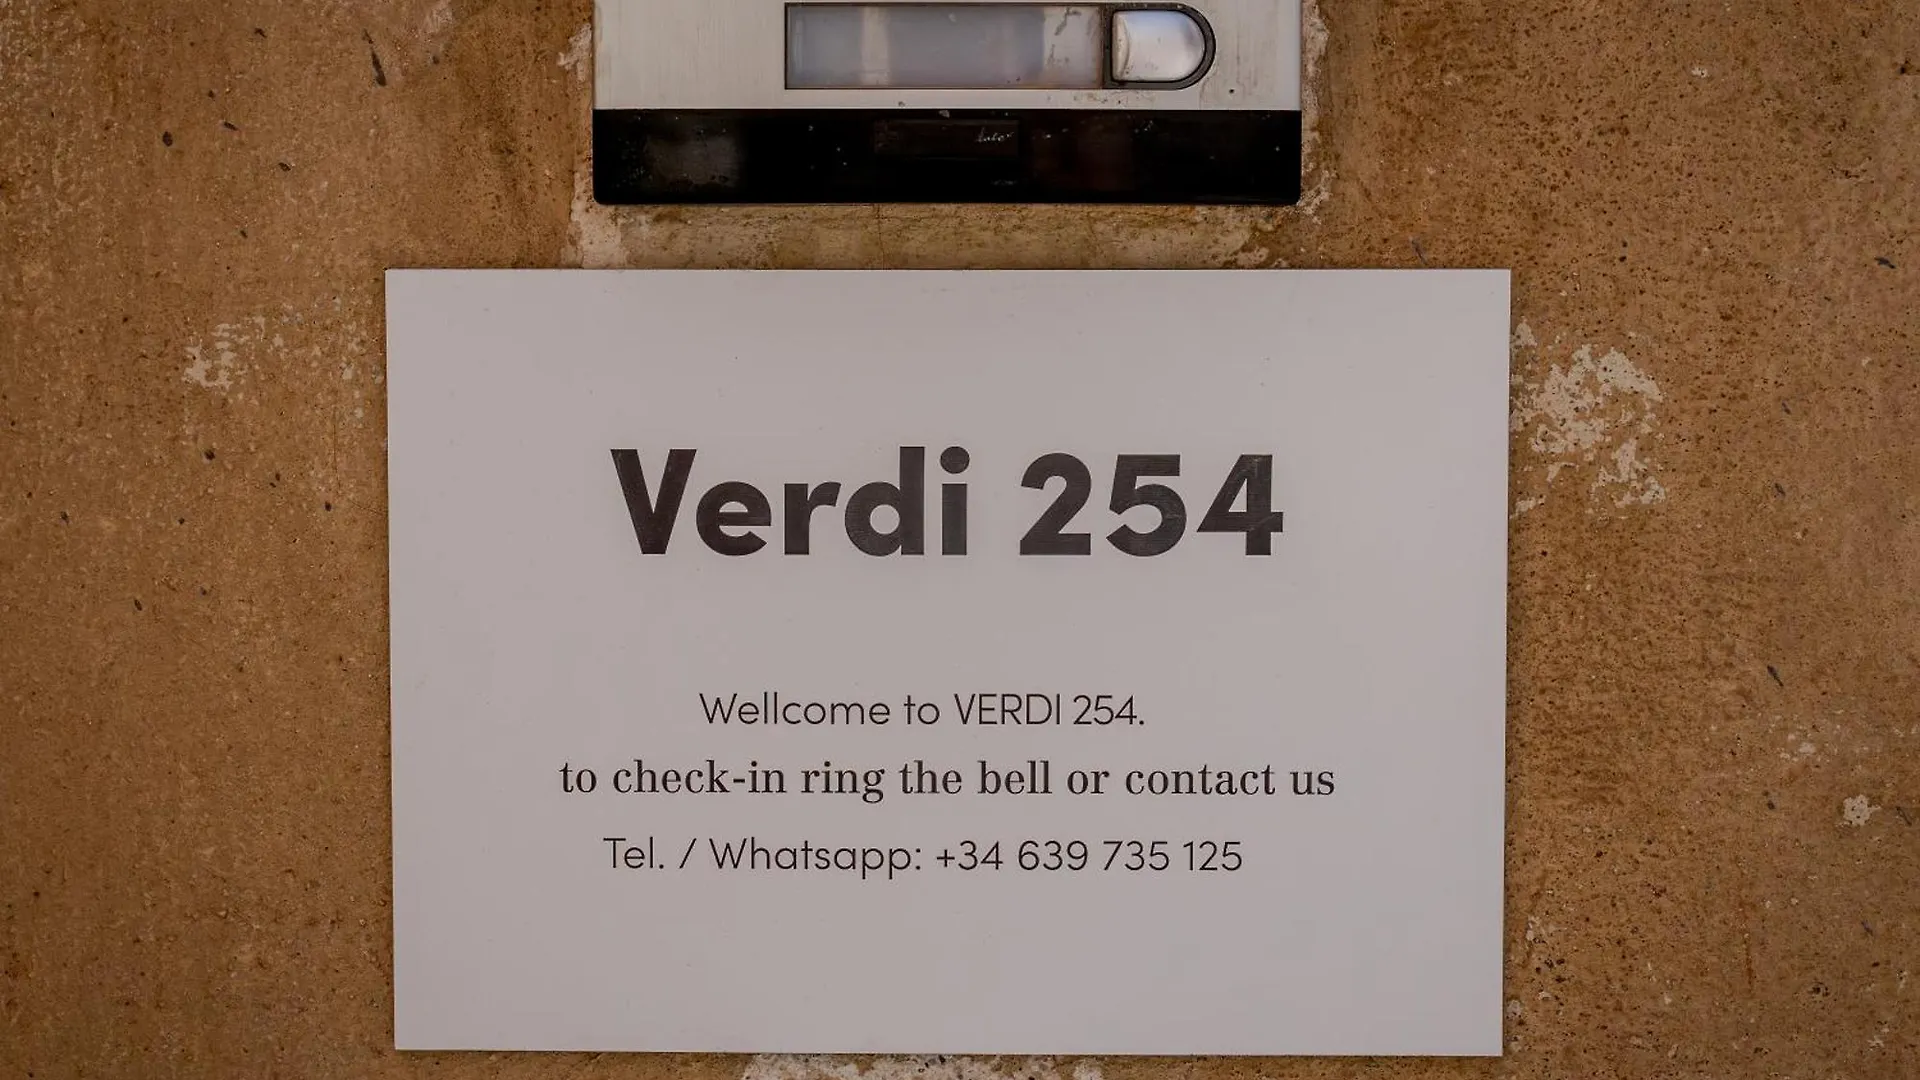 Verdi 254
Wellcome to VERDI 254.
to check-in ring the bell or contact us
Tel. / Whatsapp: +34 639 735 125